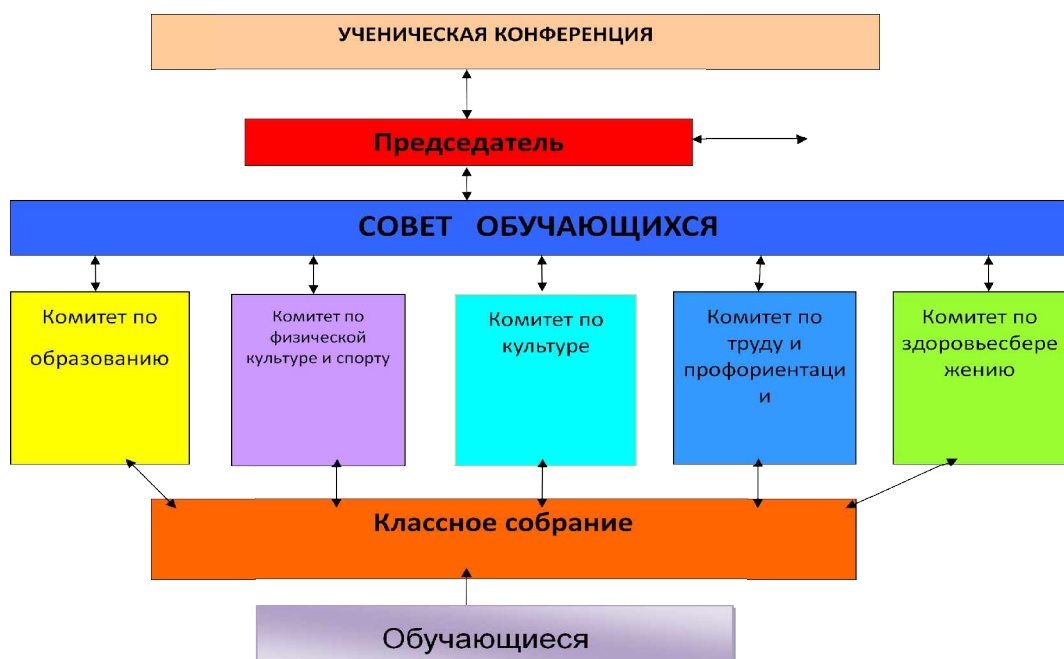 УЧЕНИЧЕСКАЯ КОНФЕРЕНЦИЯ
Председатель
СОВЕТ ОБУЧАЮЩИХСЯ
Комитет по
образованию
Комитет по
физической
культуре и спорту
Комитет по
культуре
Комитет по
труду и
профориентаци
и
Комитет по
здоровьесбере
жению
Классное собрание
Обучающиеся